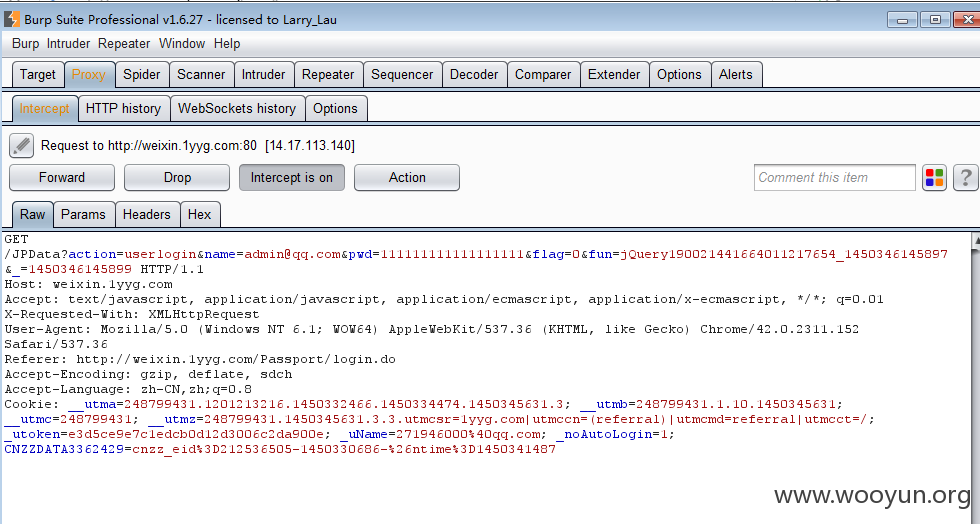 Burp Suite Professional v1.6.27 - licensed to Larry_Lau
Burp Intruder Repeater Window Help
Target Proxy Spider Scanner Intruder Repeater Sequencer Decoder Comparer Extender Options Alerts
Intercept HTTP history WebSockets history Options
Request to http://weixin.1yyg.com:80 [14.17.113.140]
Forward Drop Intercept is on Action Comment this item ?
Raw Params Headers Hex
GET
/JPData?action=userlogin&name=admin@qq.com&pwd=1111111111111111111&flag=0&fun=jQuery190021441664011217654_1450346145897
&_=1450346145899 HTTP/1.1
Host: weixin.1yyg.com
Accept: text/javascript, application/javascript, application/ecmascript, application/x-ecmascript, */*; q=0.01
X-Requested-With: XMLHttpRequest
User-Agent: Mozilla/5.0 (Windows NT 6.1; WOW64) AppleWebKit/537.36 (KHTML, like Gecko) Chrome/42.0.2311.152
Safari/537.36
Referer: http://weixin.1yyg.com/Passport/login.do
Accept-Encoding: gzip, deflate, sdch
Accept-Language: zh-CN,zh;q=0.8
Cookie: __utma=248799431.1201213216.1450332466.1450334474.1450345631.3; __utmb=248799431.1.10.1450345631;
__utmc=248799431; __utmz=248799431.1450345631.3.3.utmcsr=1yyg.com|utmccn=(referral)|utmcmd=referral|utmcct=/;
_utoken=e3d5ce9e7c1edcb0d12d3006c2da900e; _uName=271946000%40qq.com; _noAutoLogin=1;
CNZZDATA3362429=cnzz_eid%3D212536505-1450330686-%26ntime%3D1450341487
www.wooyun.org